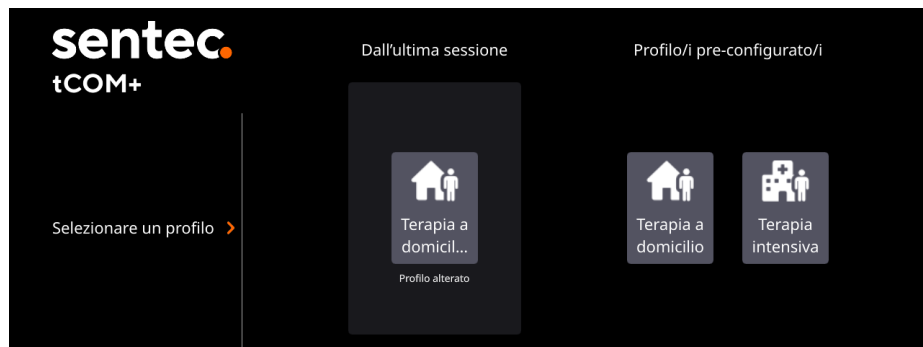 sentec.
tCOM+
Dall'ultima sessione
Profilo/i pre-configurato/i
Selezionare un profilo
Terapia a
domicil...
Profilo alterato
Terapia a
domicilio
Terapia
intensiva